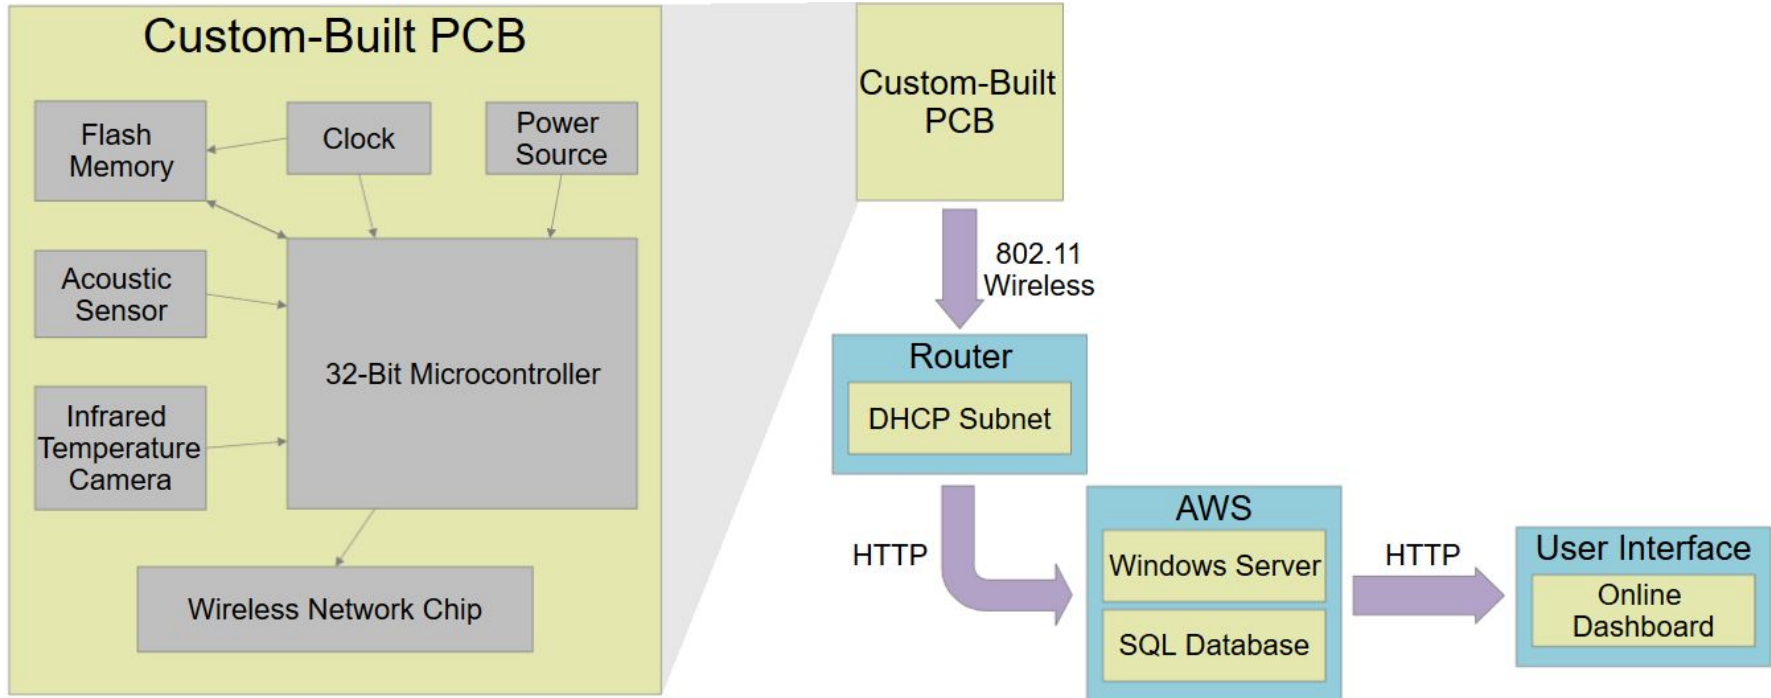 Custom-Built PCB
Flash
Memory
Clock
Power
Source
Acoustic
Sensor
32-Bit Microcontroller
Infrared
Temperature
Camera
Wireless Network Chip
Custom-Built
PCB
802.11
Wireless
Router
DHCP Subnet
HTTP
AWS
Windows Server
SQL Database
HTTP
User Interface
Online
Dashboard